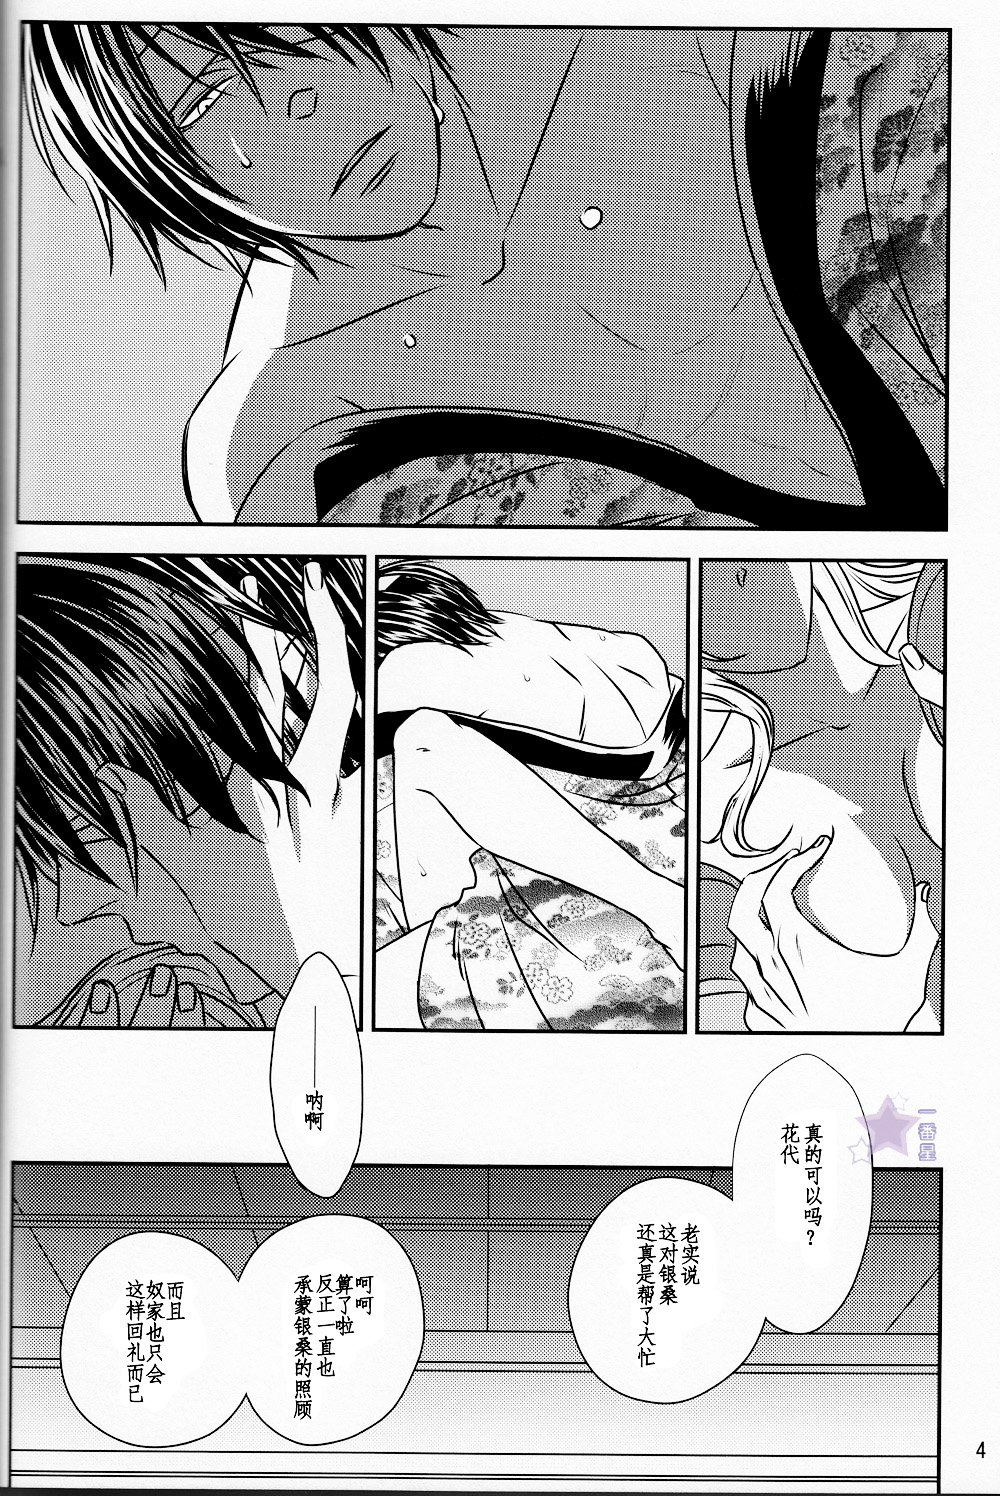 真的可以吗?
花代
老实说
这对银桑
还真是帮了大忙
——呐啊
呵呵
算了啦
反正一直也
承蒙银桑的照顾
而且
奴家也只会
这样回礼而已
一番星
4